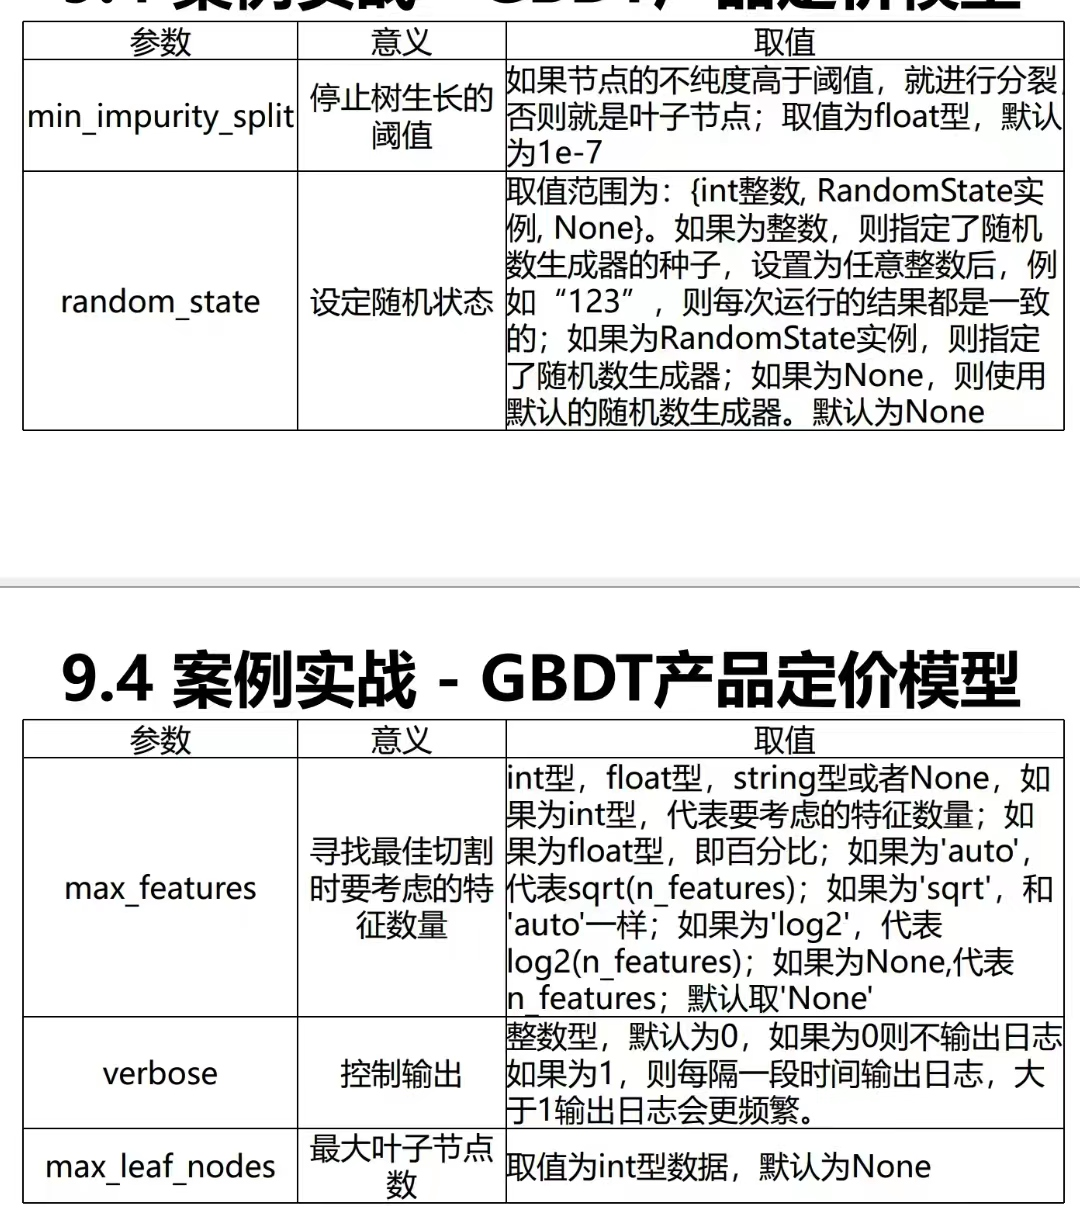 9.4 案例实战 - GBDT产品定价模型
参数
意义
取值
min_impurity_split
停止树生长的
阈值
如果节点的不纯度高于阈值，就进行分裂,
否则就是叶子节点；取值为float型，默认
为1e-7
random_state
设定随机状态
取值范围为：{int整数, RandomState实
例, None}。如果为整数，则指定了随机
数生成器的种子，设置为任意整数后，例
如“123”，则每次运行的结果都是一致
的；如果为RandomState实例，则指定
了随机数生成器；如果为None，则使用
默认的随机数生成器。默认为None
9.4 案例实战 - GBDT产品定价模型
参数
意义
取值
max_features
寻找最佳切割
时要考虑的特
征数量
int型，float型，string型或者None，如
果为int型，代表要考虑的特征数量；如
果为float型，即百分比；如果为'auto'，
代表sqrt(n_features)；如果为'sqrt'，和
'auto'一样；如果为'log2'，代表
log2(n_features)；如果为None,代表
n_features；默认取'None'
verbose
控制输出
整数型，默认为0，如果为0则不输出日志
如果为1，则每隔一段时间输出日志，大
于1输出日志会更频繁。
max_leaf_nodes
最大叶子节点
数
取值为int型数据，默认为None